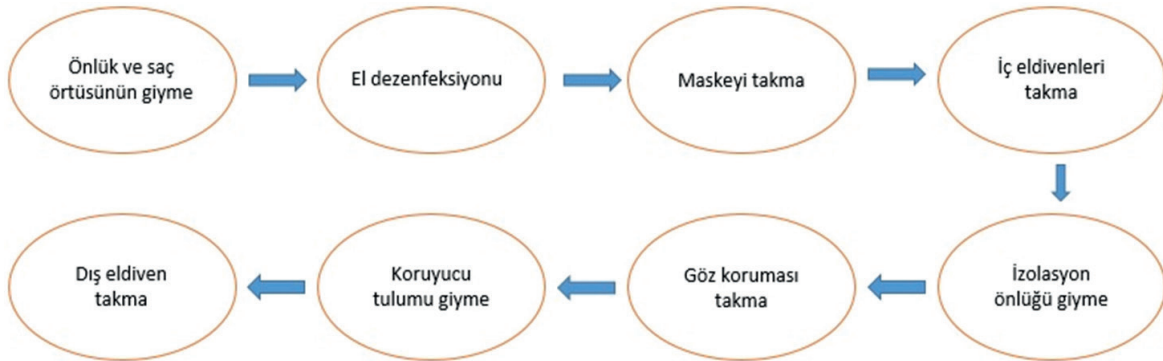 Önlük ve saç
örtüsünün giyme
El dezenfeksiyonu
Maskeyi takma
İç eldivenleri
takma
İzolasyon
önlüğü giyme
Göz koruması
takma
Koruyucu
tulumu giyme
Dış eldiven
takma